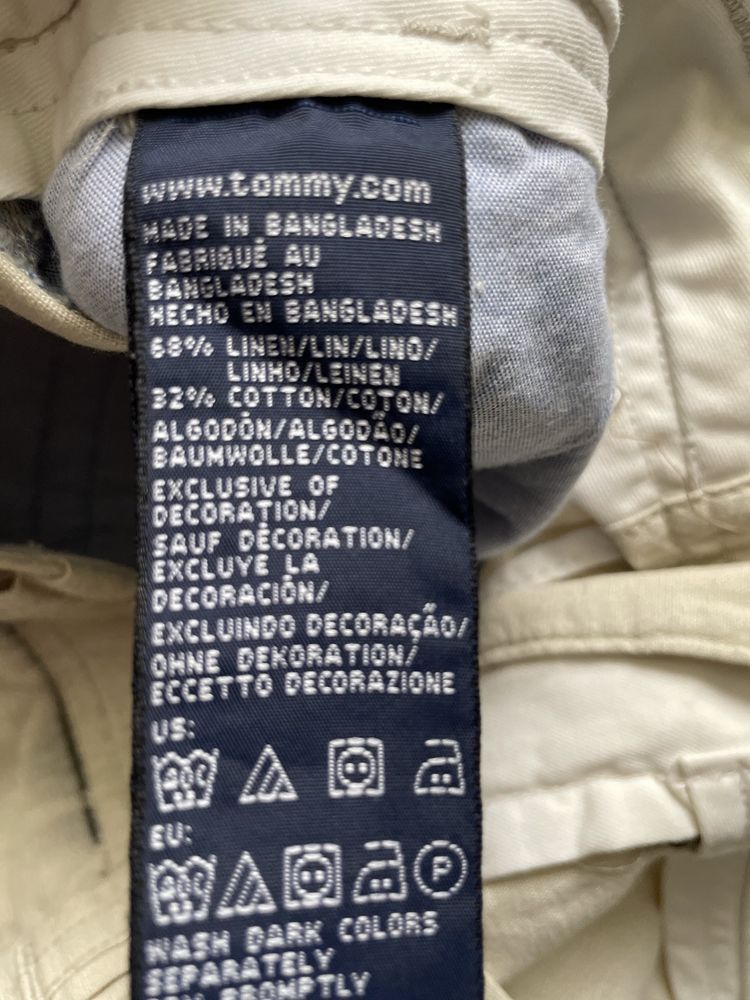 www.tommy.com
MADE IN BANGLADESH
FABRIQUÉ AU
BANGLADESH
HECHO EN BANGLADESH
68% LINEN/LIN/LINO/
LINHO/LEINEN
32% COTTON/COTON/
ALGODÓN/ALGODÃO/
BAUMWOLLE/COTONE
EXCLUSIVE OF
DECORATION/
SAUF DÉCORATION/
EXCLUYE LA
DECORACIÓN/
EXCLUINDO DECORAÇÃO/
OHNE DEKORATION/
ECCETTO DECORAZIONE
US:
EU:
P
WASH DARK COLORS
SEPARATELY
PROMPTLY